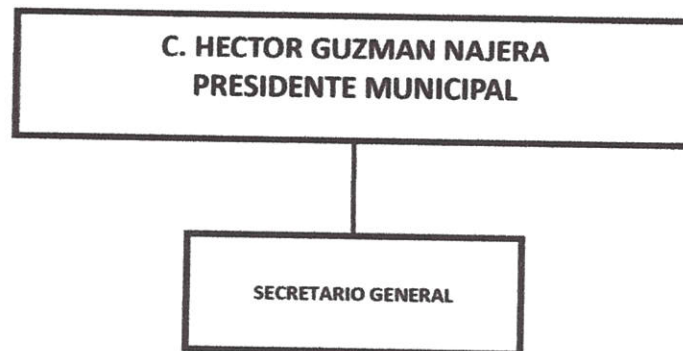 C. HECTOR GUZMAN NAJERA
PRESIDENTE MUNICIPAL
SECRETARIO GENERAL